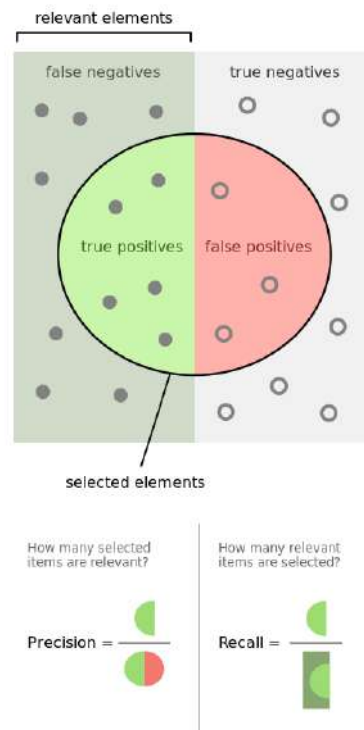 relevant elements
false negatives
true negatives
true positives
false positives
selected elements
How many selected
items are relevant?
How many relevant
items are selected?
Precision =
Recall =